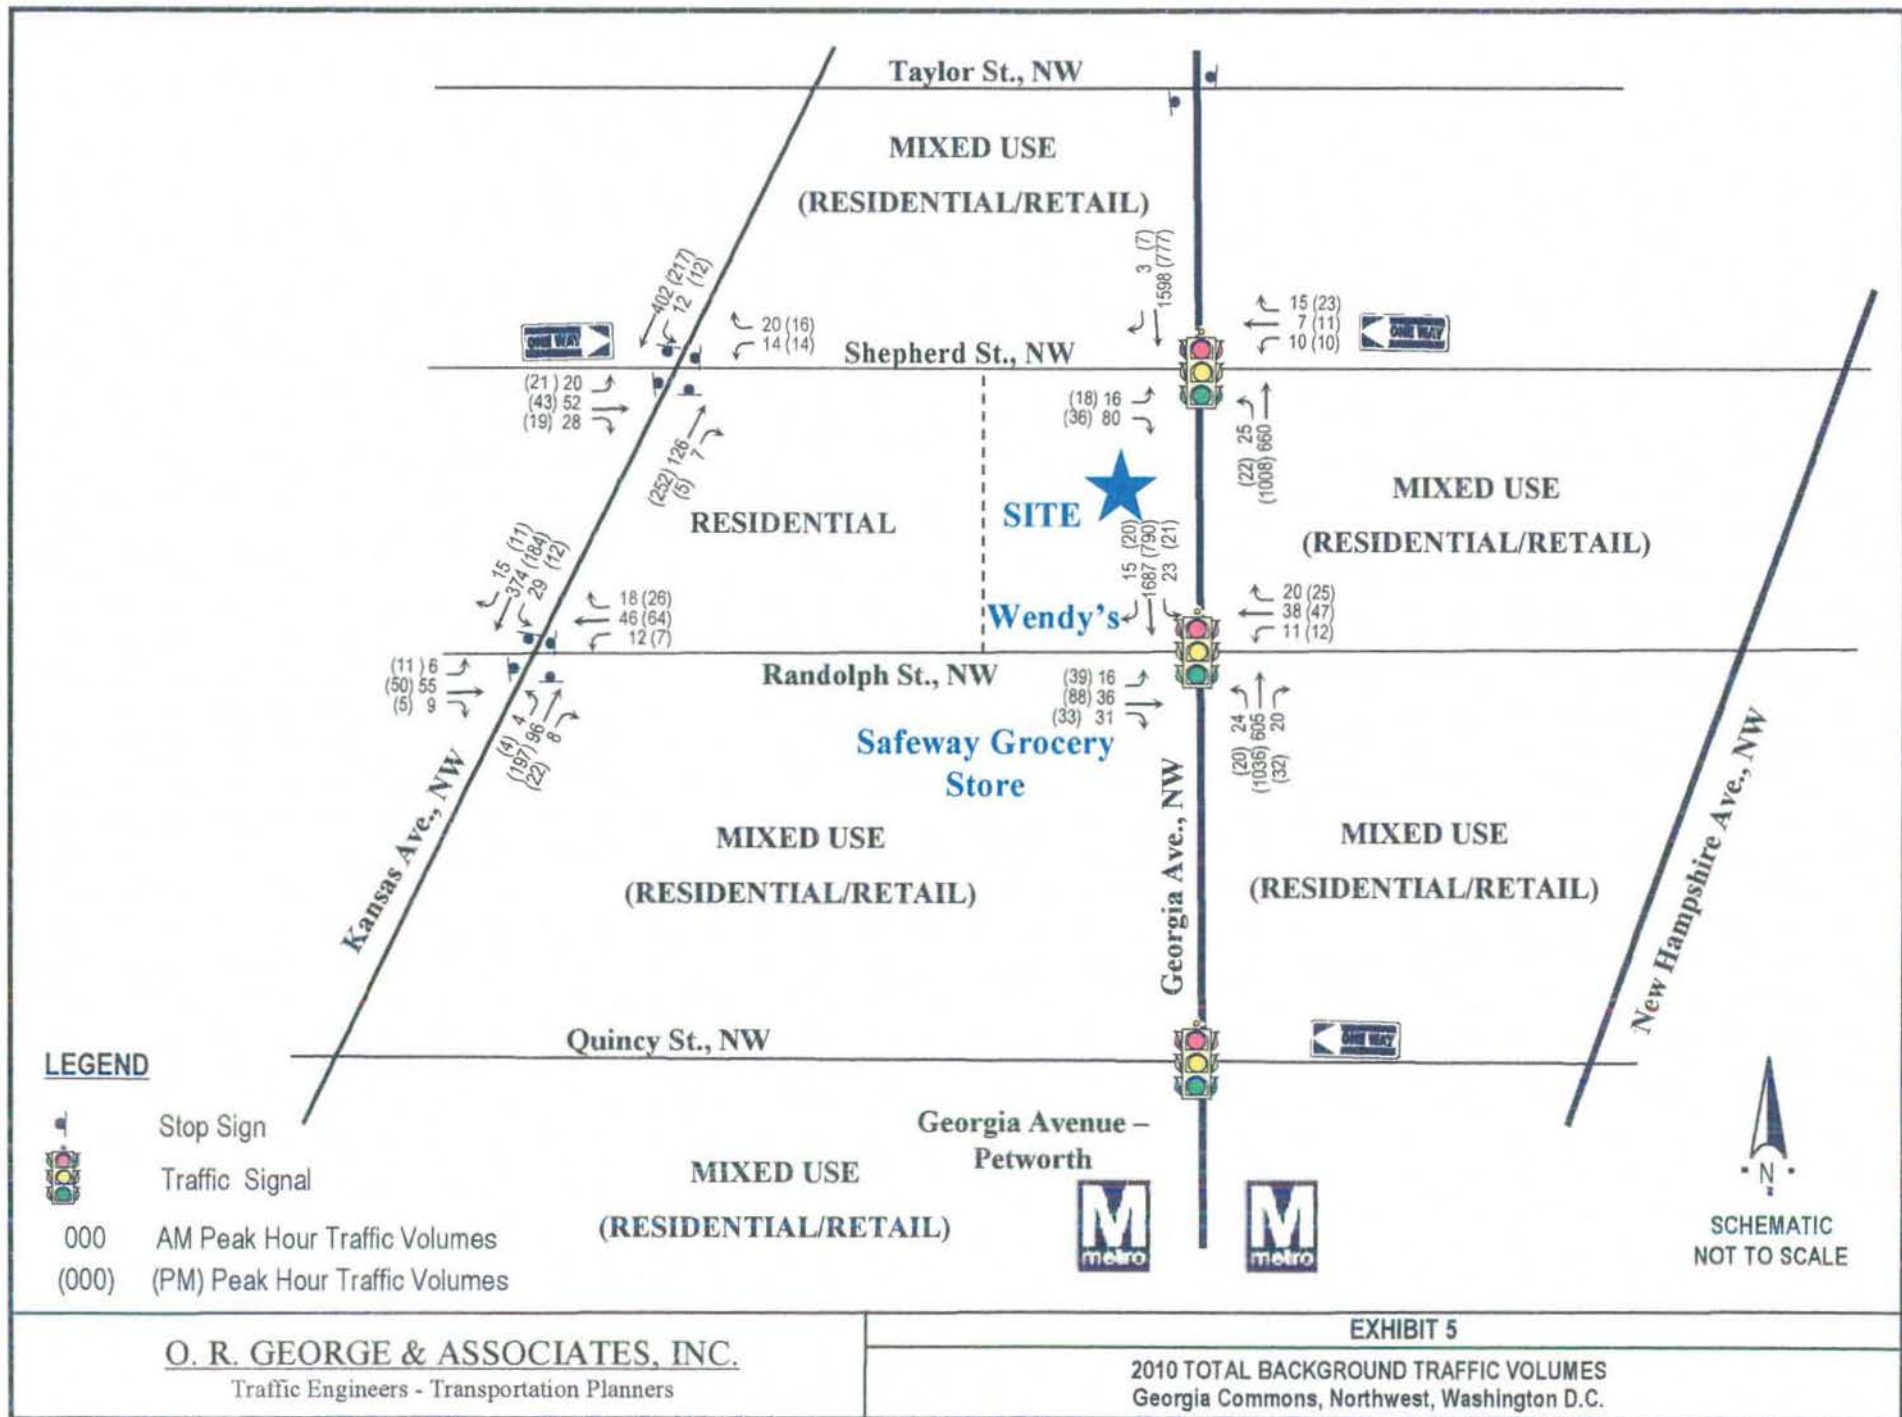 Taylor St., NW
MIXED USE
(RESIDENTIAL/RETAIL)
3 (7)
1598 (777)
402 (217)
12 (12)
ONE WAY
20 (16)
14 (14)
Shepherd St., NW
15 (23)
7 (11)
10 (10)
ONE WAY
(21 ) 20
(43) 52
(19) 28
(252) 126
(5) 7
(18) 16
(36) 80
(22) 25
(1008) 660
RESIDENTIAL
SITE
MIXED USE
(RESIDENTIAL/RETAIL)
15 (11)
374 (184)
29 (12)
18 (26)
46 (64)
12 (7)
15 (20)
1687 (790)
23 (21)
Wendy's
20 (25)
38 (47)
11 (12)
(11 ) 6
(50) 55
(5) 9
Randolph St., NW
(39) 16
(88) 36
(33) 31
(4) 4
(197) 96
(22) 8
(20) 24
(1036) 605
(32) 20
Safeway Grocery
Store
Kansas Ave., NW
Georgia Ave., NW
New Hampshire Ave., NW
MIXED USE
(RESIDENTIAL/RETAIL)
MIXED USE
(RESIDENTIAL/RETAIL)
Quincy St., NW
ONE WAY
LEGEND
Stop Sign
Traffic Signal
000 AM Peak Hour Traffic Volumes
(000) (PM) Peak Hour Traffic Volumes
MIXED USE
(RESIDENTIAL/RETAIL)
Georgia Avenue –
Petworth
M
metro
M
metro
N
SCHEMATIC
NOT TO SCALE
O. R. GEORGE & ASSOCIATES, INC.
Traffic Engineers - Transportation Planners
EXHIBIT 5
2010 TOTAL BACKGROUND TRAFFIC VOLUMES
Georgia Commons, Northwest, Washington D.C.